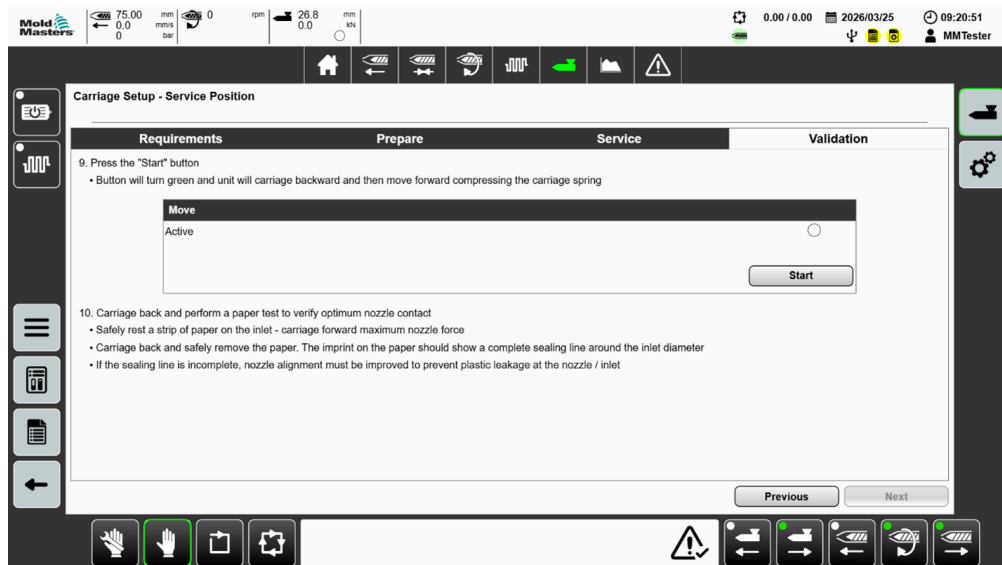 Mold Masters
75.00 mm
0.0 mm/s
0 bar
0 rpm
26.8 mm
0.0 kN
0.00 / 0.00
2026/03/25
09:20:51
MMTester
Carriage Setup - Service Position
Requirements Prepare Service Validation
9. Press the "Start" button
• Button will turn green and unit will carriage backward and then move forward compressing the carriage spring
Move
Active
Start
10. Carriage back and perform a paper test to verify optimum nozzle contact
• Safely rest a strip of paper on the inlet - carriage forward maximum nozzle force
• Carriage back and safely remove the paper. The imprint on the paper should show a complete sealing line around the inlet diameter
• If the sealing line is incomplete, nozzle alignment must be improved to prevent plastic leakage at the nozzle / inlet
Previous Next